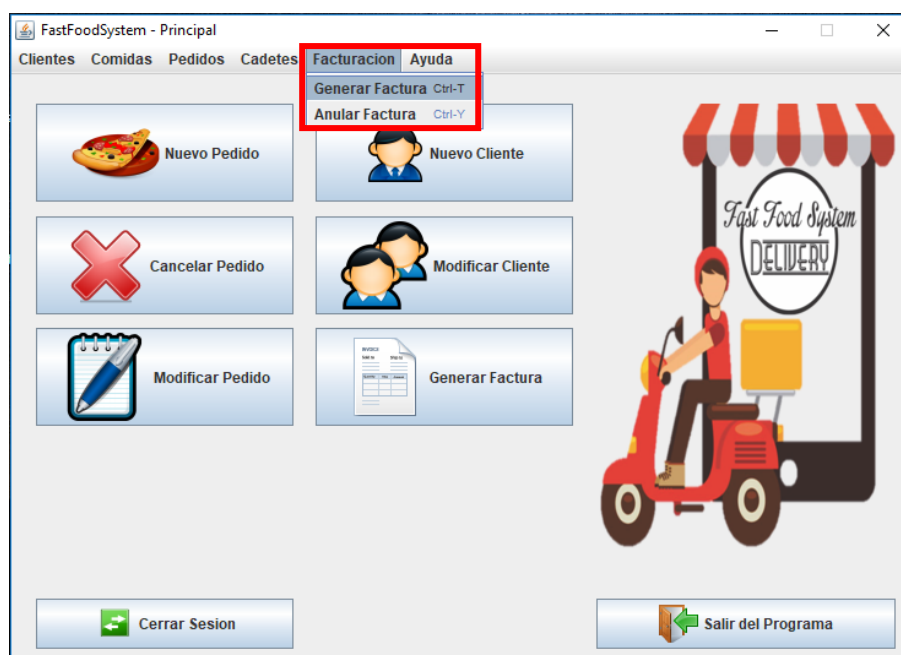 FastFoodSystem - Principal
Clientes Comidas Pedidos Cadetes Facturacion Ayuda
Generar Factura Ctrl-T
Anular Factura Ctrl-Y
Nuevo Pedido
Nuevo Cliente
Cancelar Pedido
Modificar Cliente
Modificar Pedido
INVOICE
Generar Factura
Fast Food System
DELIVERY
Cerrar Sesion
Salir del Programa